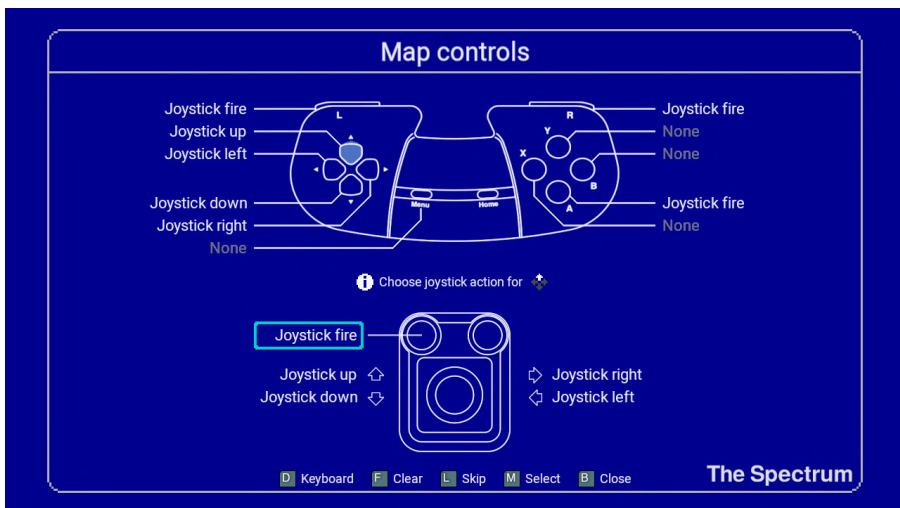 Map controls
Joystick fire
L
R
Joystick fire
Joystick up
Y
None
Joystick left
X
None
B
Joystick down
Menu
Home
A
Joystick fire
Joystick right
None
None
Choose joystick action for
Joystick fire
Joystick up
Joystick right
Joystick down
Joystick left
D Keyboard F Clear L Skip M Select B Close
The Spectrum